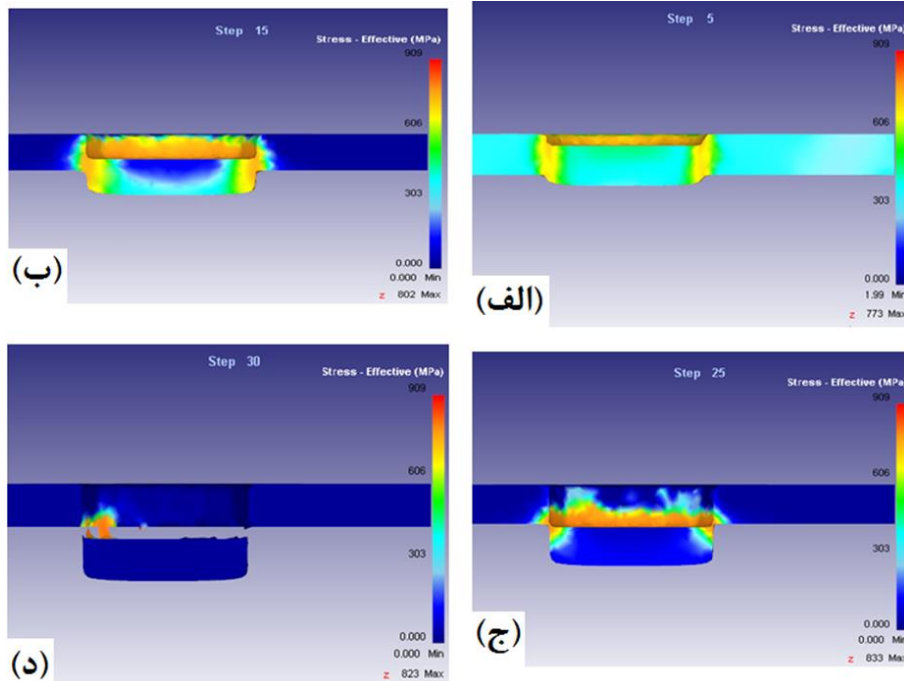 Step 5
Stress - Effective (MPa)
909
606
303
0.000
1.99 Min
z 773 Max
(الف)
Step 15
Stress - Effective (MPa)
909
606
303
0.000
0.000 Min
z 802 Max
(ب)
Step 25
Stress - Effective (MPa)
909
606
303
0.000
0.000 Min
z 833 Max
(ج)
Step 30
Stress - Effective (MPa)
909
606
303
0.000
0.000 Min
z 823 Max
(د)